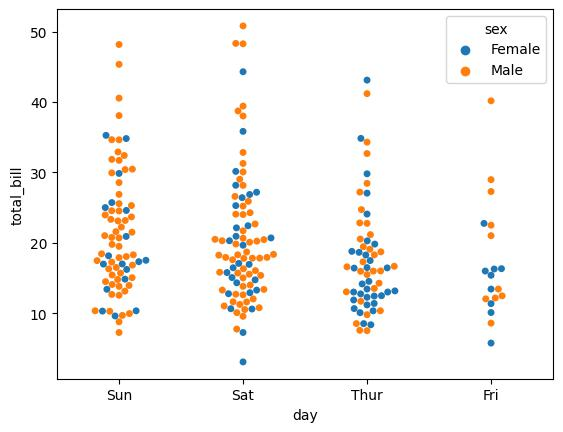 sex
Female
Male
50
40
30
20
10
total_bill
Sun Sat Thur Fri
day